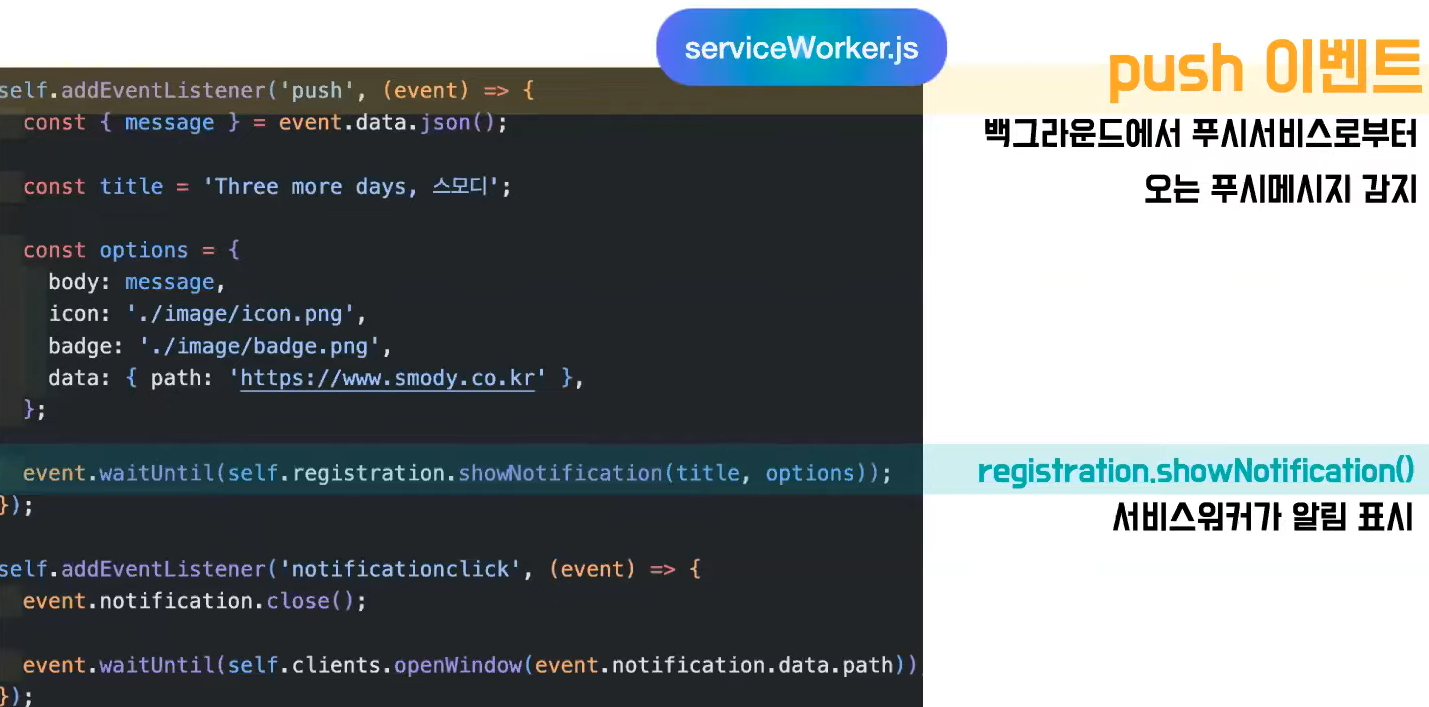 serviceWorker.js
self.addEventListener('push', (event) => {
const { message } = event.data.json();
const title = 'Three more days, 스모디';
const options = {
body: message,
icon: './image/icon.png',
badge: './image/badge.png',
data: { path: 'https://www.smody.co.kr' },
};
event.waitUntil(self.registration.showNotification(title, options));
});
self.addEventListener('notificationclick', (event) => {
event.notification.close();
event.waitUntil(self.clients.openWindow(event.notification.data.path))
});
push 이벤트
백그라운드에서 푸시서비스로부터
오는 푸시메시지 감지
registration.showNotification()
서비스워커가 알림 표시